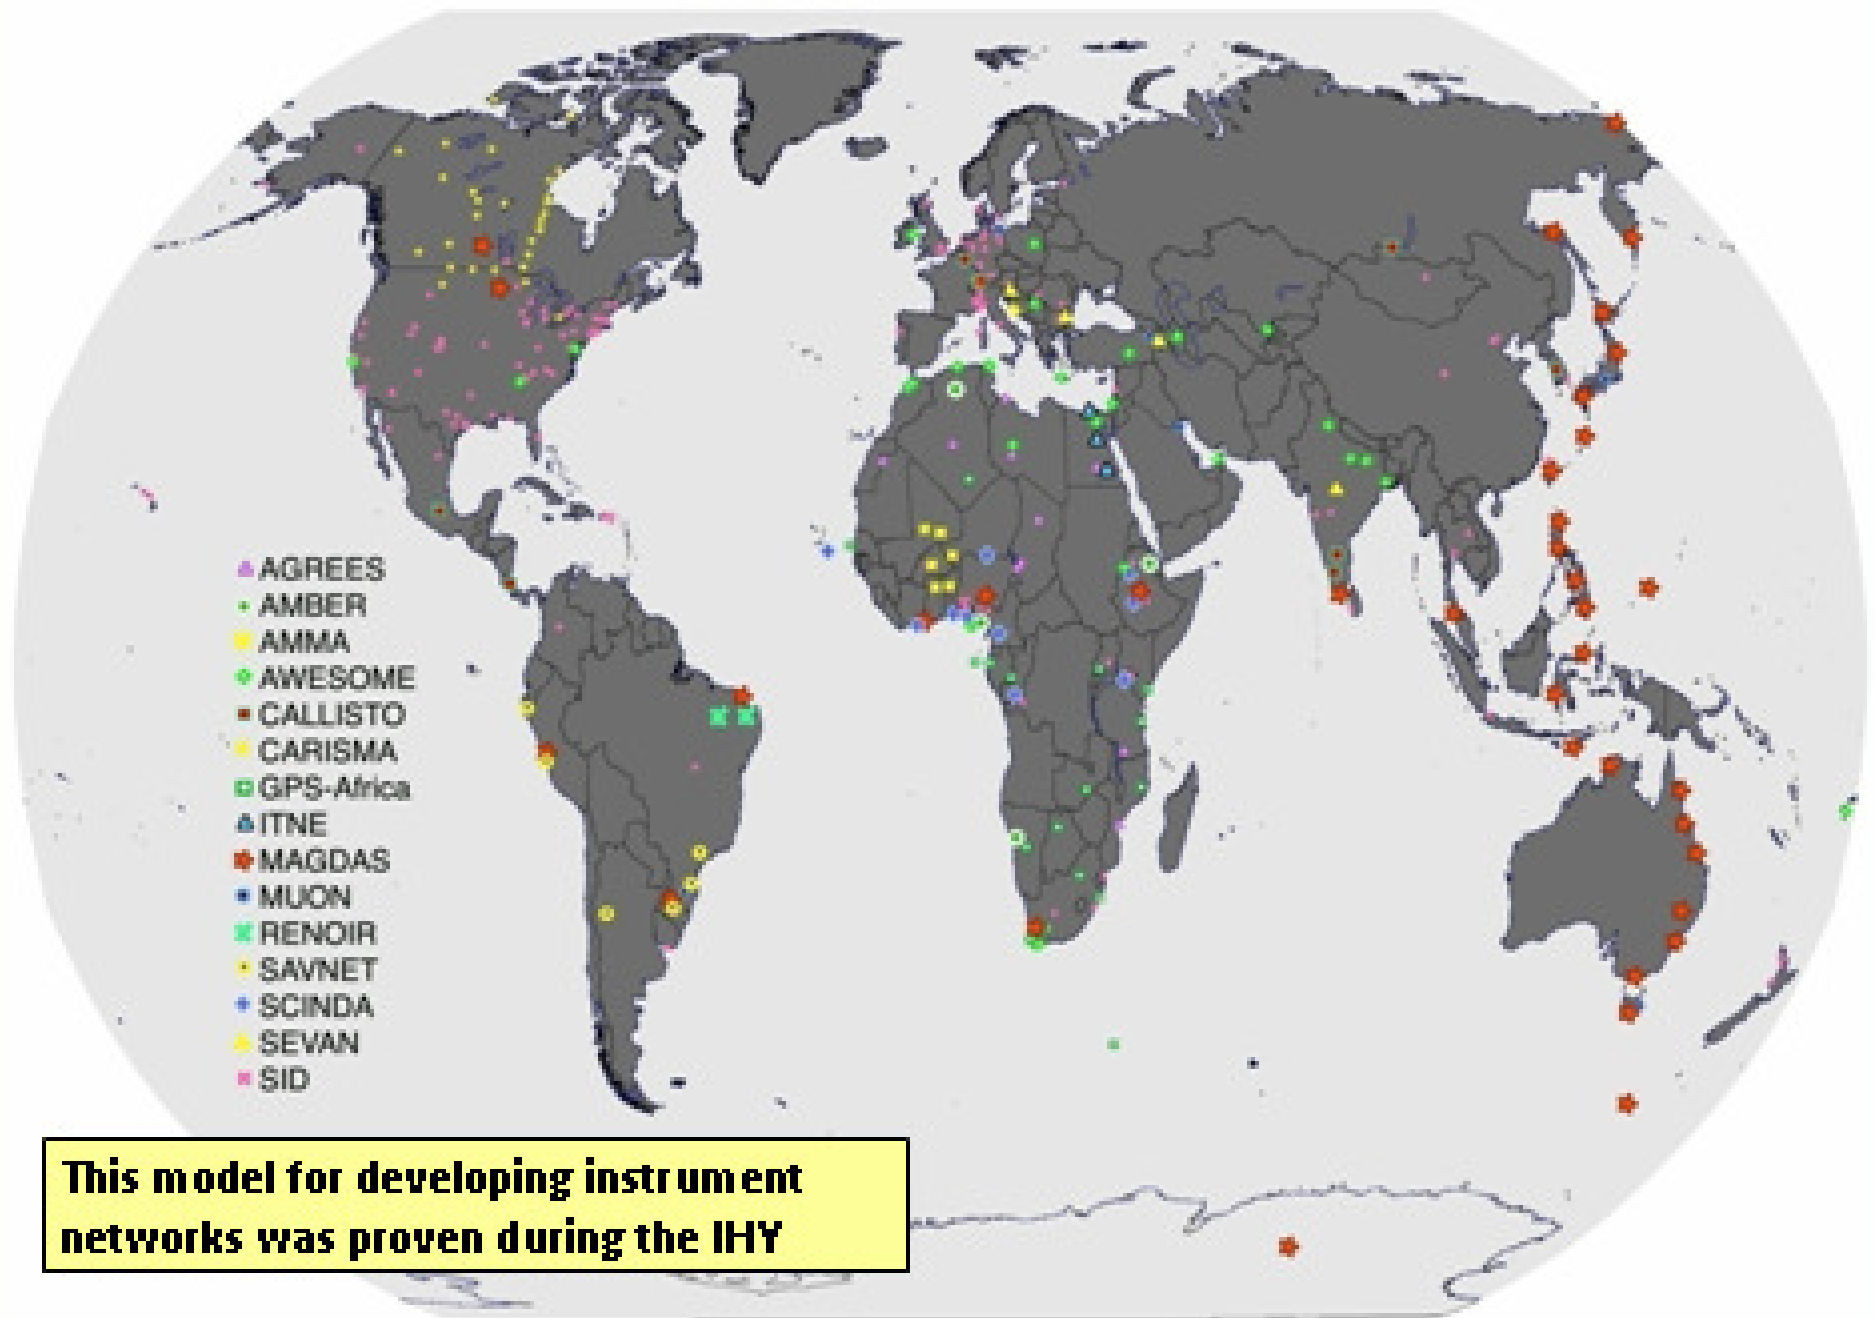 AGREES
AMBER
AMMA
AWESOME
CALLISTO
CARISMA
GPS-Africa
ITNE
MAGDAS
MUON
RENOIR
SAVNET
SCINDA
SEVAN
SID
This model for developing instrument
networks was proven during the IHY